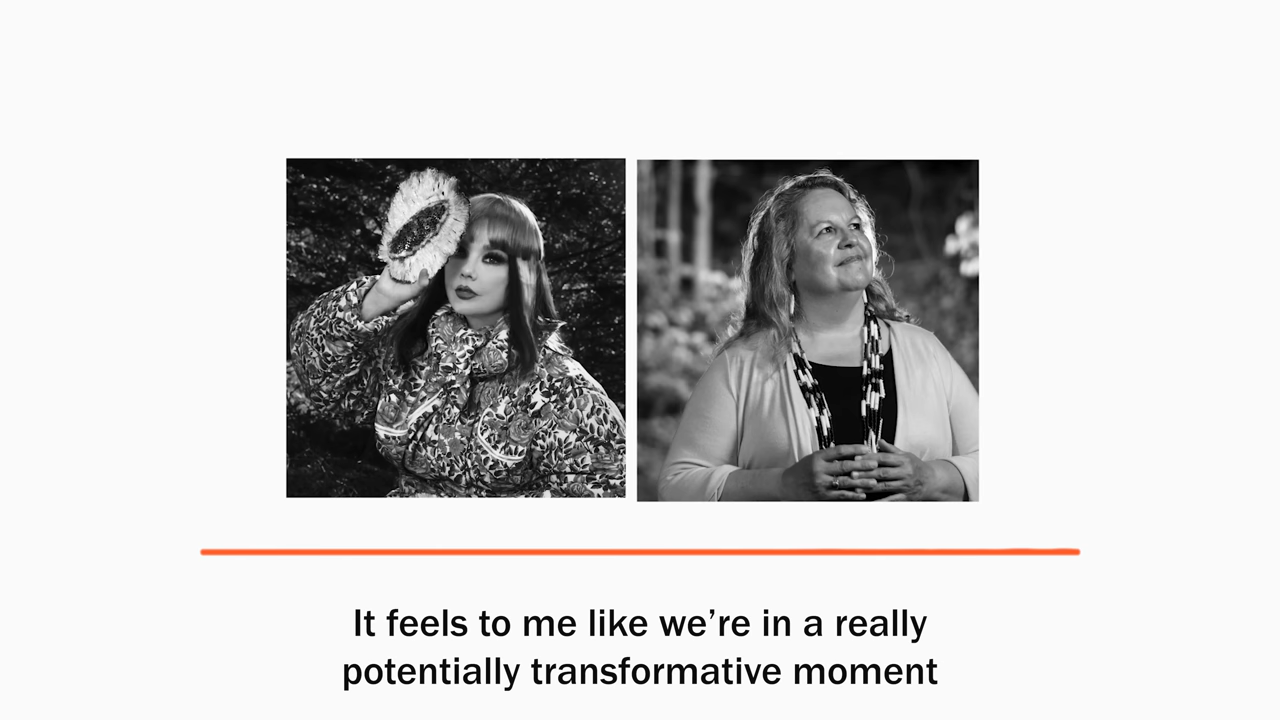 It feels to me like we’re in a really
potentially transformative moment